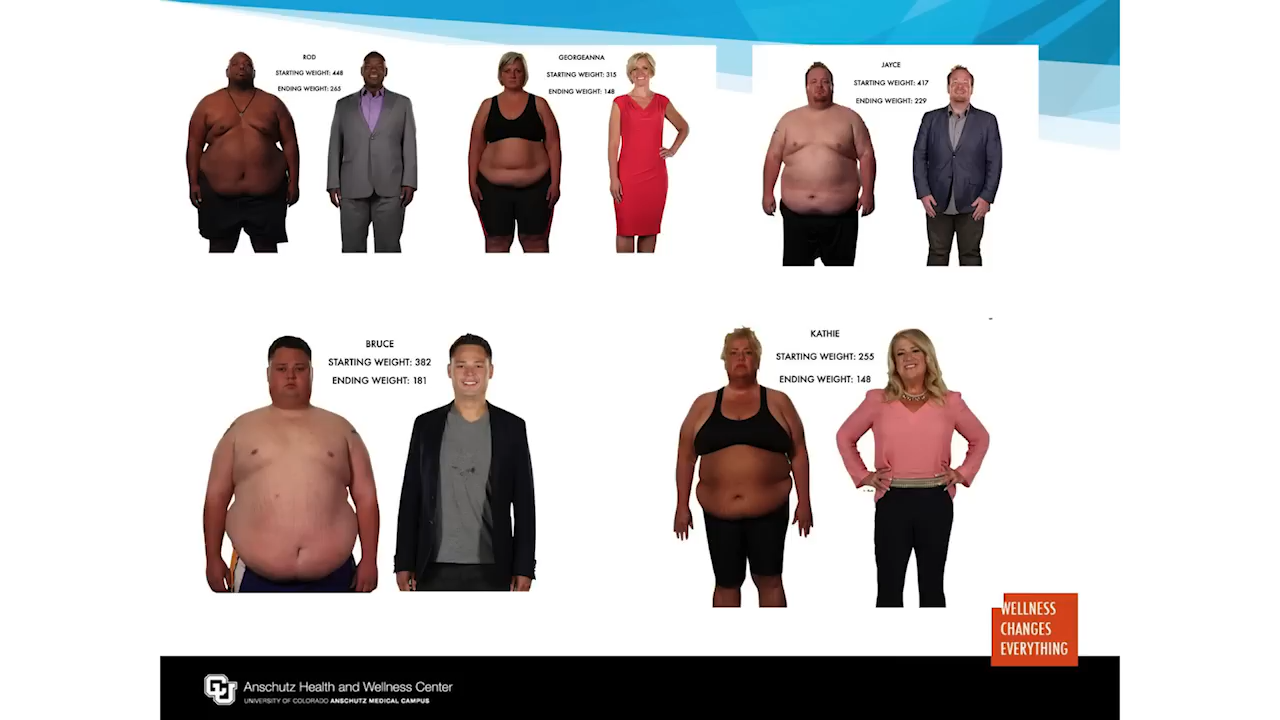 ROD
STARTING WEIGHT: 448
ENDING WEIGHT: 265
GEORGEANNA
STARTING WEIGHT: 315
ENDING WEIGHT: 148
JAYCE
STARTING WEIGHT: 417
ENDING WEIGHT: 229
BRUCE
STARTING WEIGHT: 382
ENDING WEIGHT: 181
KATHIE
STARTING WEIGHT: 255
ENDING WEIGHT: 148
WELLNESS
CHANGES
EVERYTHING
CU
Anschutz Health and Wellness Center
UNIVERSITY OF COLORADO ANSCHUTZ MEDICAL CAMPUS